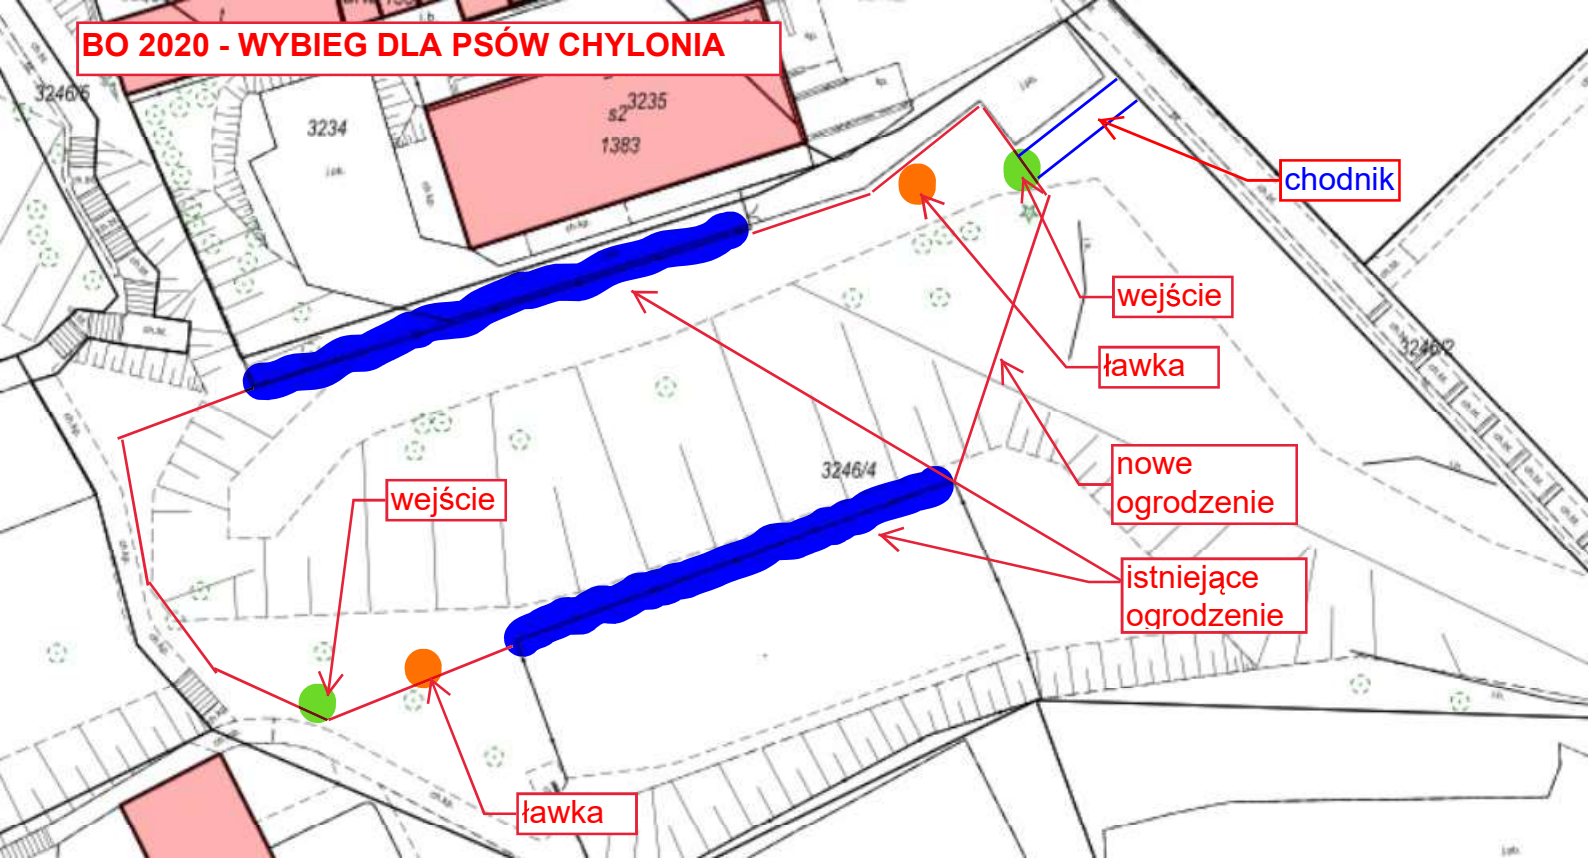 BO 2020 - WYBIEG DLA PSÓW CHYLONIA
3246/6
3234
3235
s2
1383
chodnik
wejście
3246/2
ławka
nowe
ogrodzenie
3246/4
wejście
istniejące
ogrodzenie
ławka